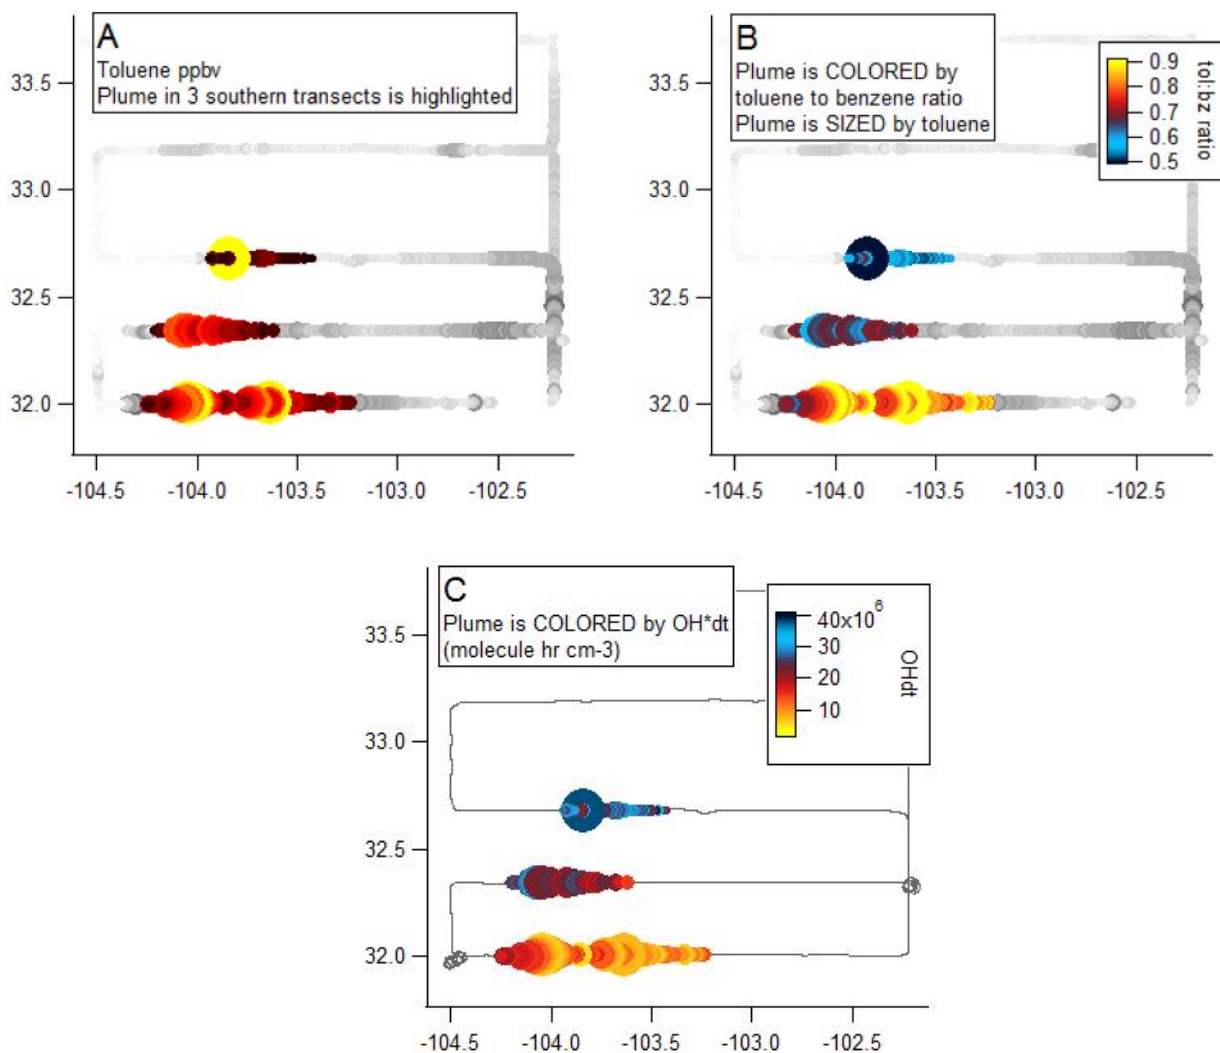 A
Toluene ppbv
Plume in 3 southern transects is highlighted
33.5
33.0
32.5
32.0
-104.5 -104.0 -103.5 -103.0 -102.5
B
Plume is COLORED by
toluene to benzene ratio
Plume is SIZED by toluene
0.9
0.8
0.7
0.6
0.5
tol:bz ratio
33.5
33.0
32.5
32.0
-104.5 -104.0 -103.5 -103.0 -102.5
C
Plume is COLORED by OH*dt
(molecule hr cm-3)
40x10⁶
30
20
10
OHdt
33.5
33.0
32.5
32.0
-104.5 -104.0 -103.5 -103.0 -102.5